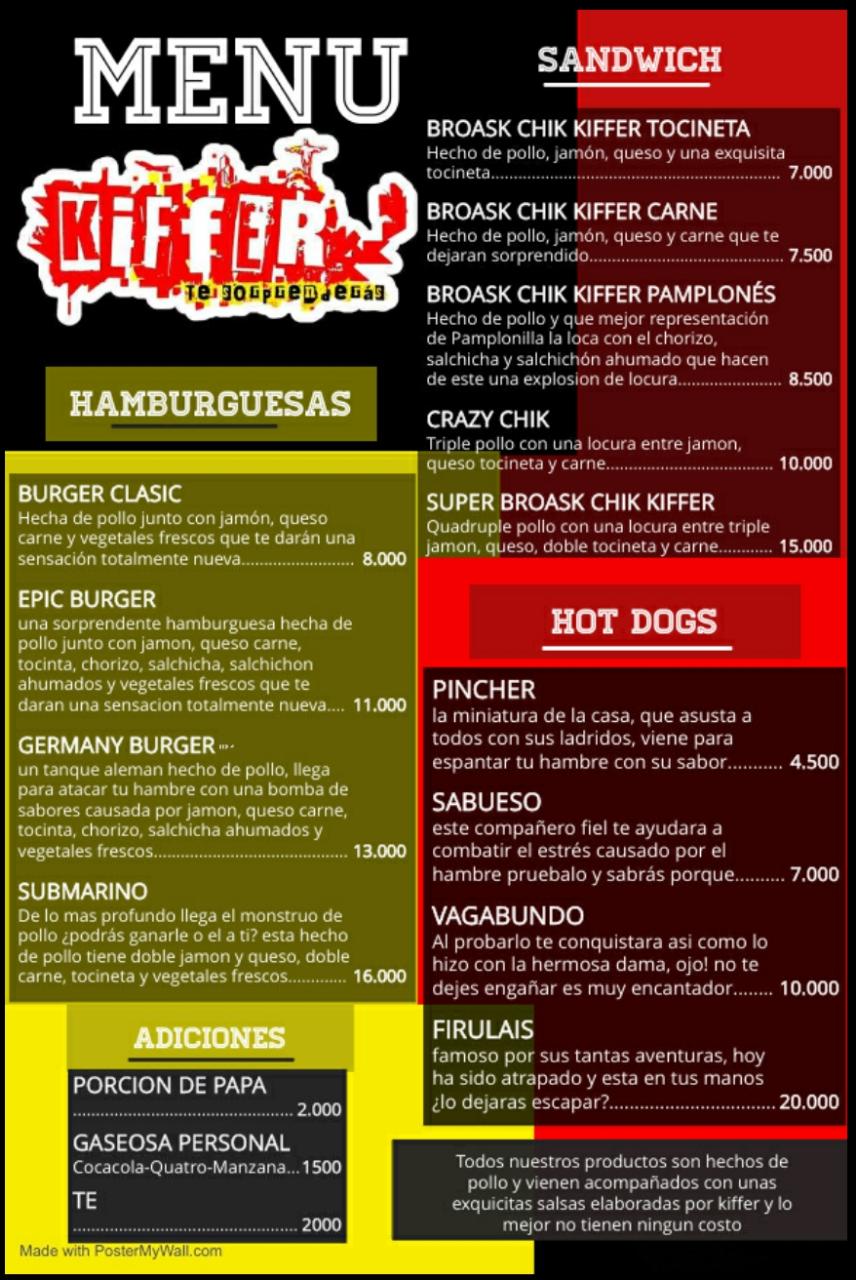 MENU
KiffER
Te sorprenderás
HAMBURGUESAS
BURGER CLASIC
Hecha de pollo junto con jamón, queso
carne y vegetales frescos que te darán una
sensación totalmente nueva......................... 8.000
EPIC BURGER
una sorprendente hamburguesa hecha de
pollo junto con jamon, queso carne,
tocinta, chorizo, salchicha, salchichon
ahumados y vegetales frescos que te
daran una sensacion totalmente nueva.... 11.000
GERMANY BURGER
un tanque aleman hecho de pollo, llega
para atacar tu hambre con una bomba de
sabores causada por jamon, queso carne,
tocinta, chorizo, salchicha ahumados y
vegetales frescos........................................... 13.000
SUBMARINO
De lo mas profundo llega el monstruo de
pollo ¿podrás ganarle o el a ti? esta hecho
de pollo tiene doble jamon y queso, doble
carne, tocineta y vegetales frescos............. 16.000
ADICIONES
PORCION DE PAPA
................................................. 2.000
GASEOSA PERSONAL
Cocacola-Quatro-Manzana...1500
TE
.................................................. 2000
Made with PosterMyWall.com
SANDWICH
BROASK CHIK KIFFER TOCINETA
Hecho de pollo, jamón, queso y una exquisita
tocineta................................................................ 7.000
BROASK CHIK KIFFER CARNE
Hecho de pollo, jamón, queso y carne que te
dejaran sorprendido........................................... 7.500
BROASK CHIK KIFFER PAMPLONÉS
Hecho de pollo y que mejor representación
de Pamplonilla la loca con el chorizo,
salchicha y salchichón ahumado que hacen
de este una explosion de locura....................... 8.500
CRAZY CHIK
Triple pollo con una locura entre jamon,
queso tocineta y carne..................................... 10.000
SUPER BROASK CHIK KIFFER
Quadruple pollo con una locura entre triple
jamon, queso, doble tocineta y carne............ 15.000
HOT DOGS
PINCHER
la miniatura de la casa, que asusta a
todos con sus ladridos, viene para
espantar tu hambre con su sabor........... 4.500
SABUESO
este compañero fiel te ayudara a
combatir el estrés causado por el
hambre pruebalo y sabrás porque.......... 7.000
VAGABUNDO
Al probarlo te conquistara asi como lo
hizo con la hermosa dama, ojo! no te
dejes engañar es muy encantador........ 10.000
FIRULAIS
famoso por sus tantas aventuras, hoy
ha sido atrapado y esta en tus manos
¿lo dejaras escapar?.................................20.000
Todos nuestros productos son hechos de
pollo y vienen acompañados con unas
exquicitas salsas elaboradas por kiffer y lo
mejor no tienen ningun costo